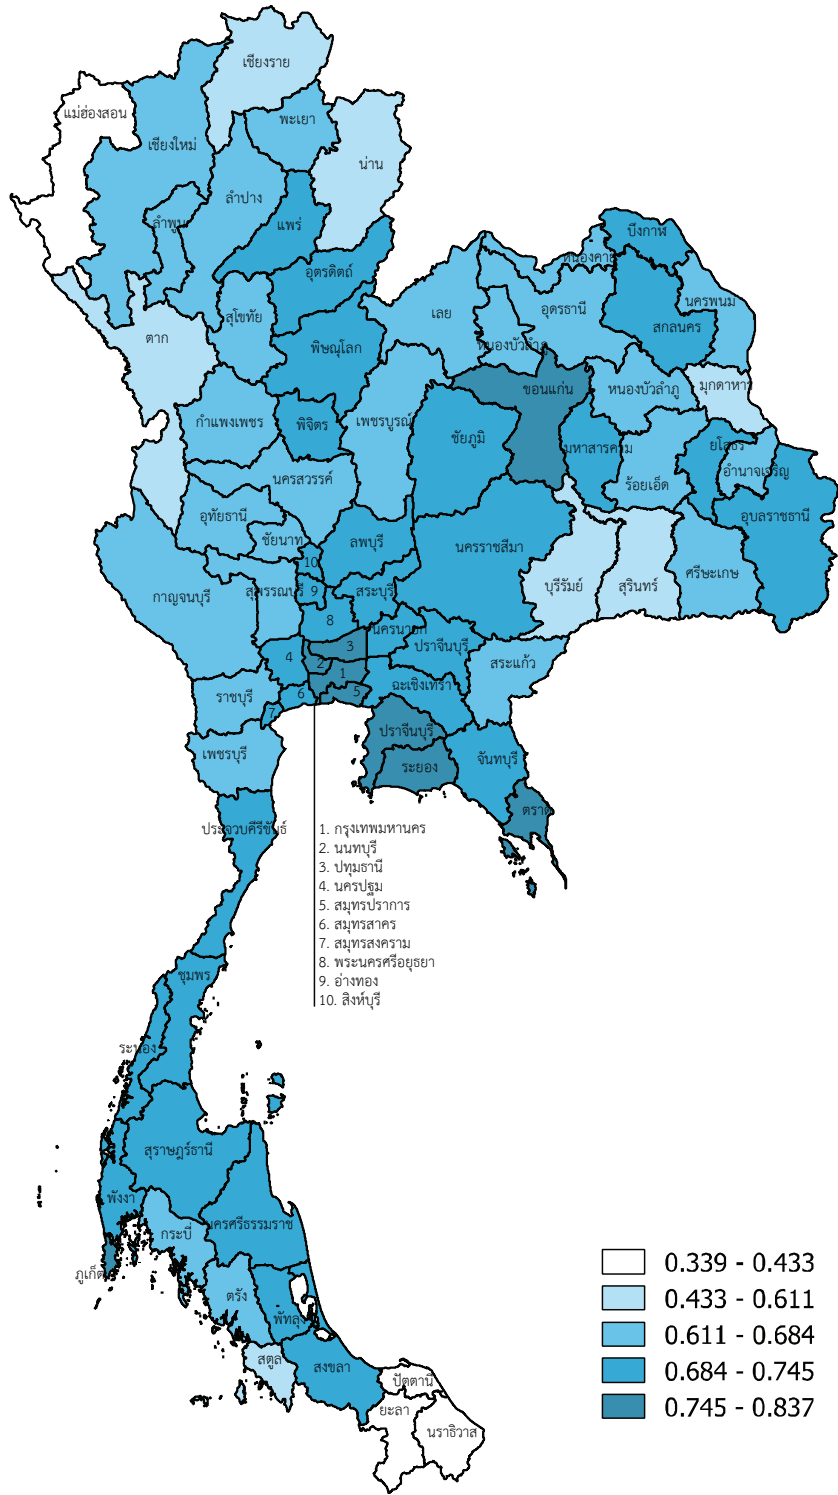 เชียงราย
แม่ฮ่องสอน
พะเยา
เชียงใหม่
น่าน
ลำปาง
ลำพูน
แพร่
บึงกาฬ
หนองคาย
อุตรดิตถ์
นครพนม
อุดรธานี
เลย
สุโขทัย
สกลนคร
ตาก
หนองบัวลำภู
พิษณุโลก
มุกดาหาร
ขอนแก่น
หนองบัวลำภู
กำแพงเพชร
เพชรบูรณ์
พิจิตร
ชัยภูมิ
มหาสารคาม
ยโสธร
อำนาจเจริญ
นครสวรรค์
ร้อยเอ็ด
อุทัยธานี
อุบลราชธานี
ชัยนาท
ลพบุรี
นครราชสีมา
10
ศรีษะเกษ
บุรีรัมย์
สุรินทร์
กาญจนบุรี
สุพรรณบุรี
9
สระบุรี
8
นครนายก
3
ปราจีนบุรี
4
2
1
สระแก้ว
ฉะเชิงเทรา
ราชบุรี
6
5
7
ปราจีนบุรี
เพชรบุรี
จันทบุรี
ระยอง
ตราด
ประจวบคีรีขันธ์
1. กรุงเทพมหานคร
2. นนทบุรี
3. ปทุมธานี
4. นครปฐม
5. สมุทรปราการ
6. สมุทรสาคร
7. สมุทรสงคราม
8. พระนครศรีอยุธยา
9. อ่างทอง
10. สิงห์บุรี
ชุมพร
ระนอง
สุราษฎร์ธานี
พังงา
นครศรีธรรมราช
กระบี่
ภูเก็ต
ตรัง
พัทลุง
สตูล
สงขลา
ปัตตานี
ยะลา
นราธิวาส
0.339 - 0.433
0.433 - 0.611
0.611 - 0.684
0.684 - 0.745
0.745 - 0.837